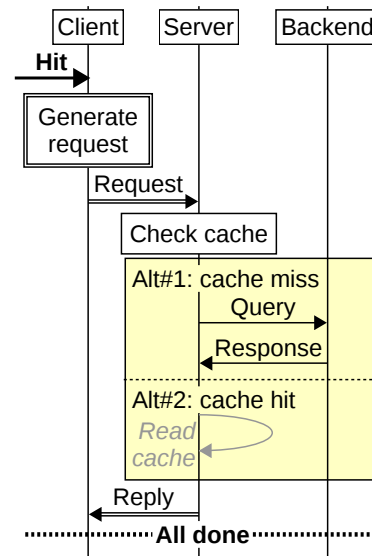 Client Server Backend
Hit
Generate
request
Request
Check cache
Alt#1: cache miss
Query
Response
Alt#2: cache hit
Read
cache
Reply
All done